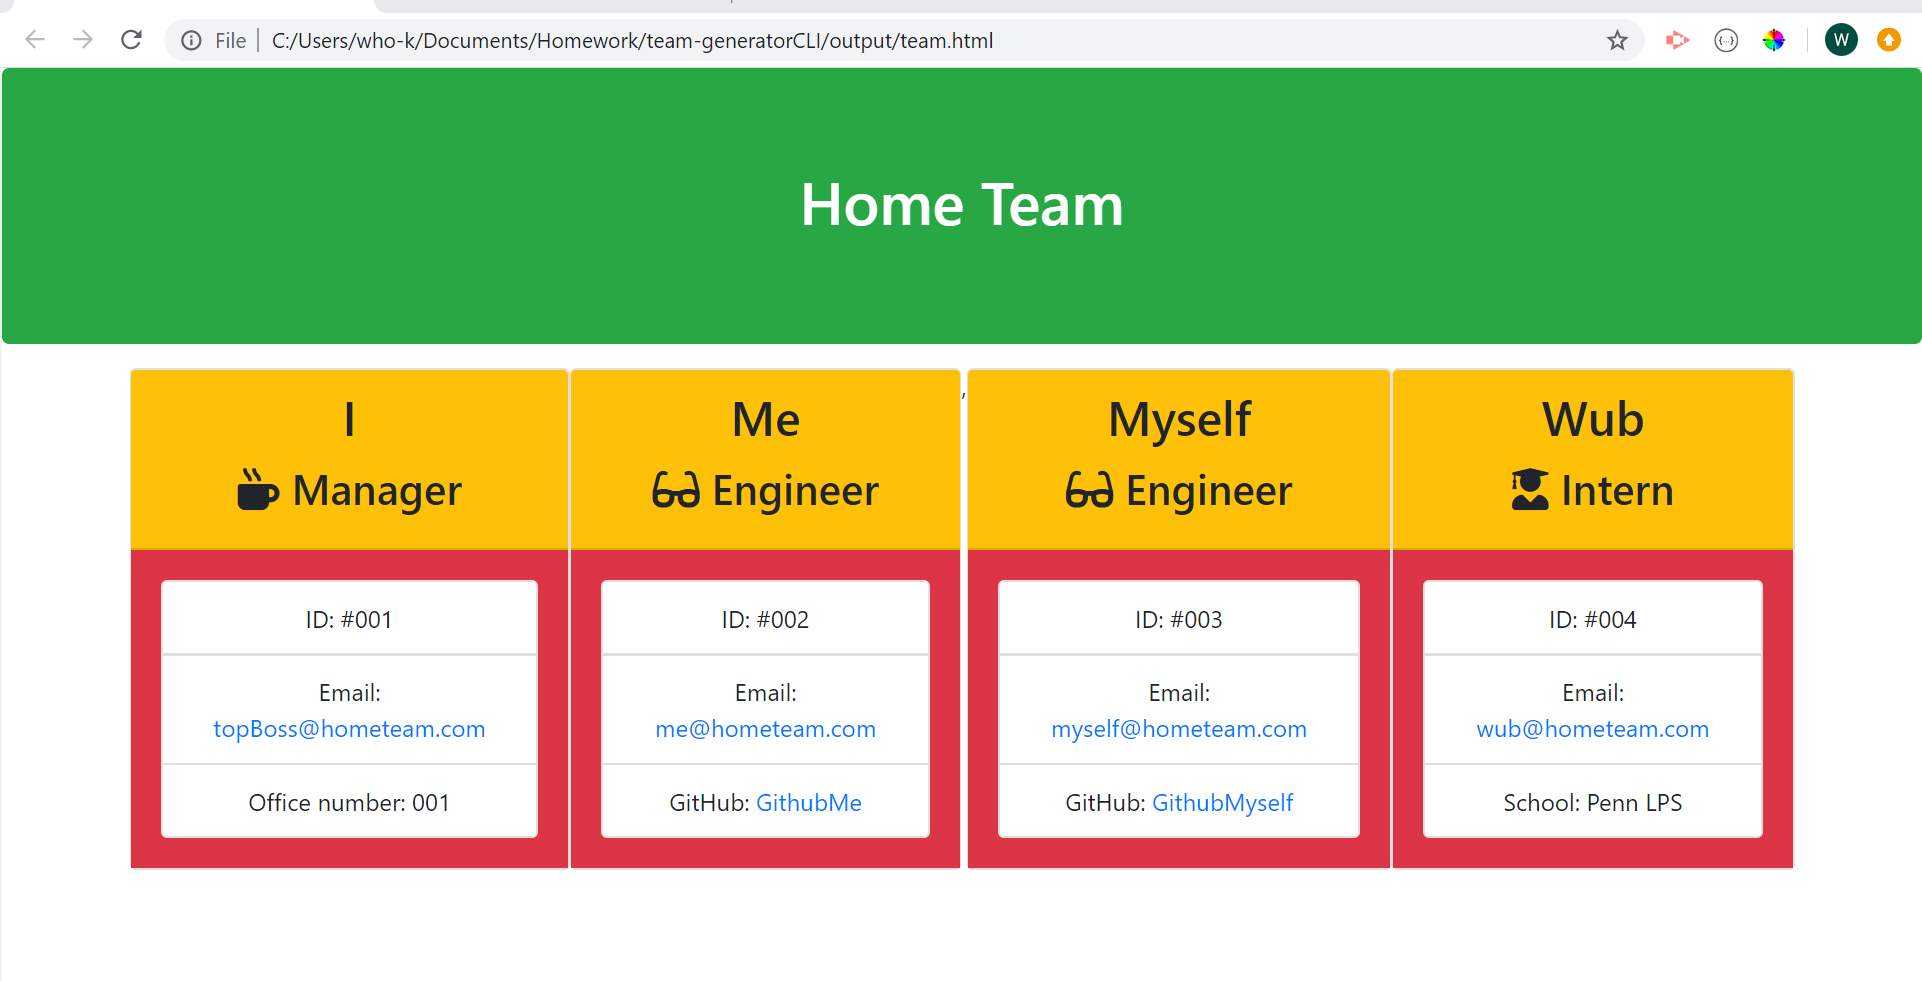 File C:/Users/who-k/Documents/Homework/team-generatorCLI/output/team.html
{···}
W
Home Team
I
Manager
ID: #001
Email:
topBoss@hometeam.com
Office number: 001
Me
Engineer
ID: #002
Email:
me@hometeam.com
GitHub: GithubMe
,
Myself
Engineer
ID: #003
Email:
myself@hometeam.com
GitHub: GithubMyself
Wub
Intern
ID: #004
Email:
wub@hometeam.com
School: Penn LPS